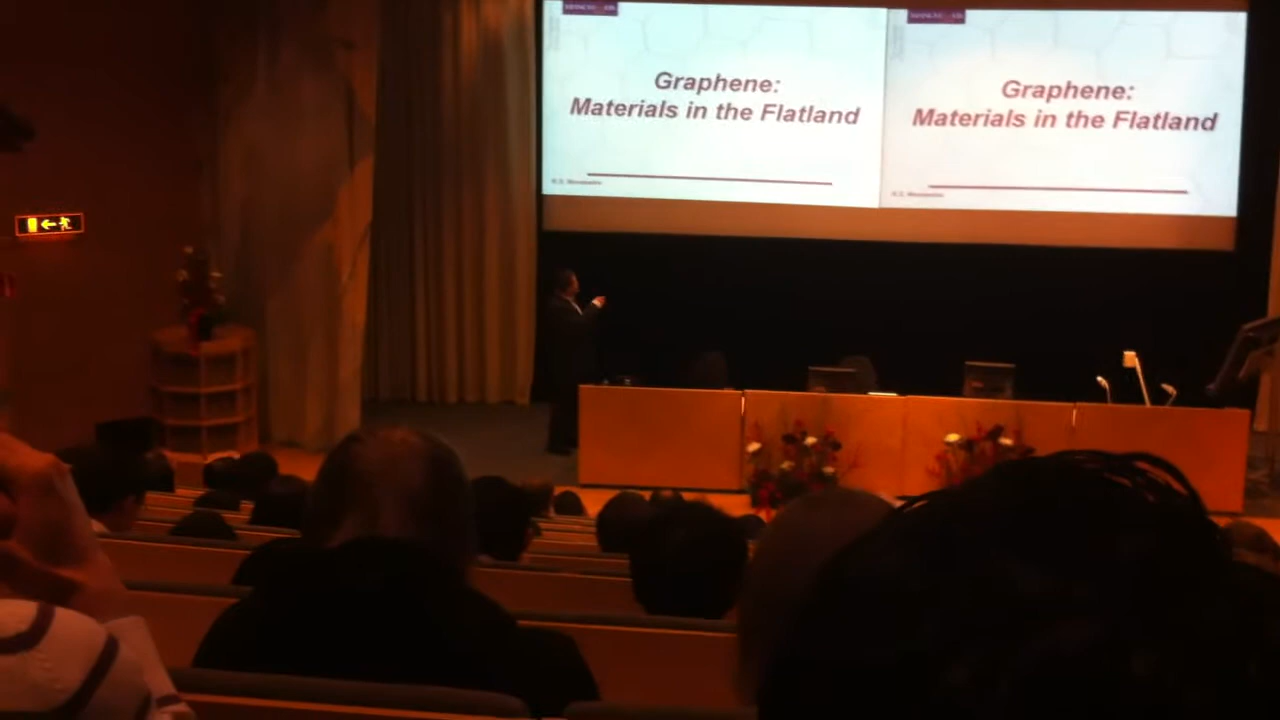 Graphene:
Materials in the Flatland
Graphene:
Materials in the Flatland